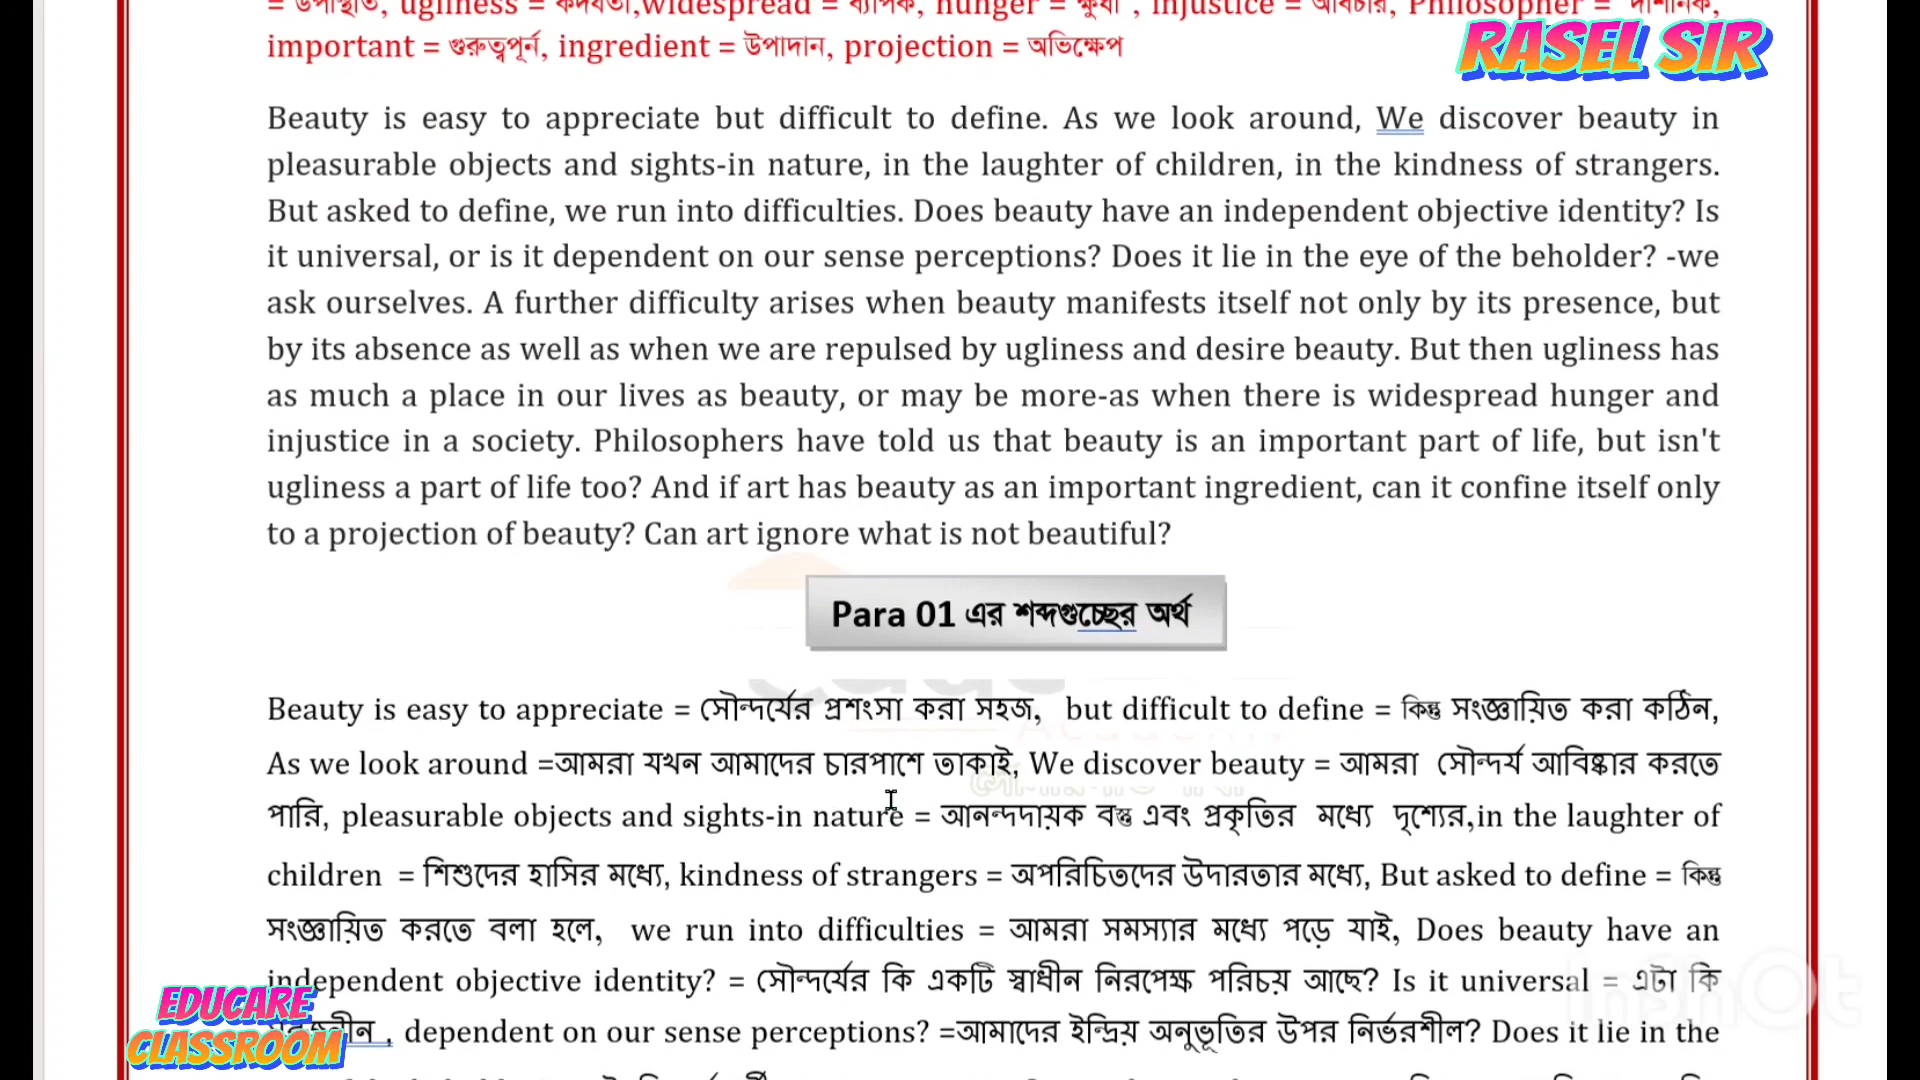 = উপস্থিতি, ugliness = কদর্যতা,widespread = ব্যাপক, hunger = ক্ষুধা , injustice = অবিচার, Philosopher = দার্শনিক,
important = গুরুত্বপূর্ন, ingredient = উপাদান, projection = অভিক্ষেপ
RASEL SIR
Beauty is easy to appreciate but difficult to define. As we look around, We discover beauty in
pleasurable objects and sights-in nature, in the laughter of children, in the kindness of strangers.
But asked to define, we run into difficulties. Does beauty have an independent objective identity? Is
it universal, or is it dependent on our sense perceptions? Does it lie in the eye of the beholder? -we
ask ourselves. A further difficulty arises when beauty manifests itself not only by its presence, but
by its absence as well as when we are repulsed by ugliness and desire beauty. But then ugliness has
as much a place in our lives as beauty, or may be more-as when there is widespread hunger and
injustice in a society. Philosophers have told us that beauty is an important part of life, but isn't
ugliness a part of life too? And if art has beauty as an important ingredient, can it confine itself only
to a projection of beauty? Can art ignore what is not beautiful?
Para 01 এর শব্দগুচ্ছের অর্থ
Beauty is easy to appreciate = সৌন্দর্যের প্রশংসা করা সহজ, but difficult to define = কিন্তু সংজ্ঞায়িত করা কঠিন,
As we look around =আমরা যখন আমাদের চারপাশে তাকাই, We discover beauty = আমরা সৌন্দর্য আবিষ্কার করতে
পারি, pleasurable objects and sights-in nature = আনন্দদায়ক বস্তু এবং প্রকৃতির মধ্যে দৃশ্যের,in the laughter of
children = শিশুদের হাসির মধ্যে, kindness of strangers = অপরিচিতদের উদারতার মধ্যে, But asked to define = কিন্তু
সংজ্ঞায়িত করতে বলা হলে, we run into difficulties = আমরা সমস্যার মধ্যে পড়ে যাই, Does beauty have an
independent objective identity? = সৌন্দর্যের কি একটি স্বাধীন নিরপেক্ষ পরিচয় আছে? Is it universal = এটা কি
, dependent on our sense perceptions? =আমাদের ইন্দ্রিয় অনুভূতির উপর নির্ভরশীল? Does it lie in the
EDUCARE
CLASSROOM
InShOt